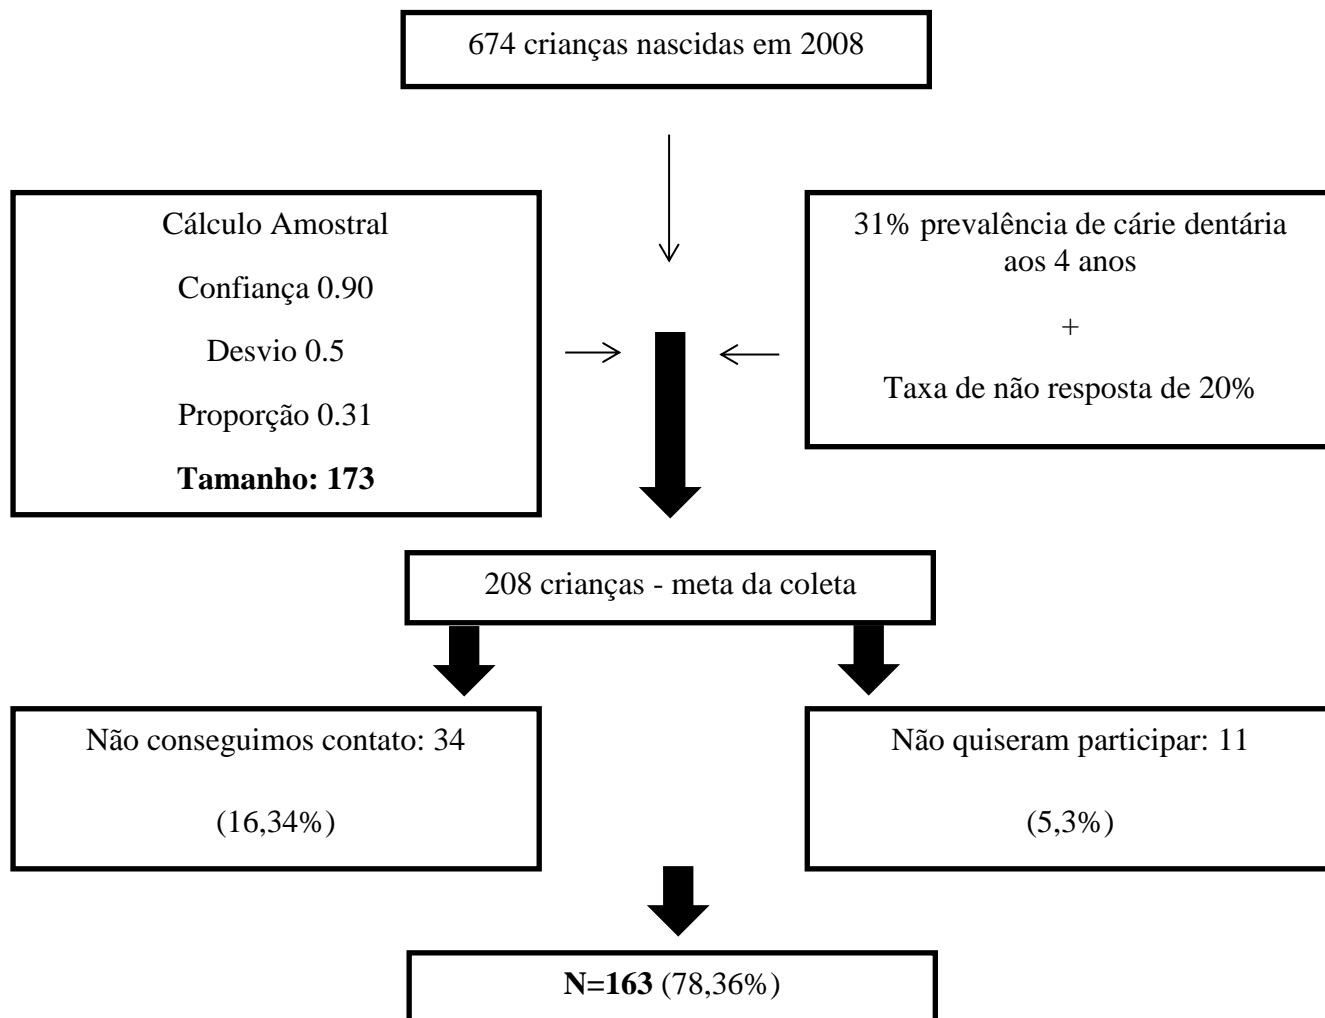 674 crianças nascidas em 2008
Cálculo Amostral
Confiança 0.90
Desvio 0.5
Proporção 0.31
Tamanho: 173
31% prevalência de cárie dentária
aos 4 anos
+
Taxa de não resposta de 20%
208 crianças - meta da coleta
Não conseguimos contato: 34
(16,34%)
Não quiseram participar: 11
(5,3%)
N=163 (78,36%)